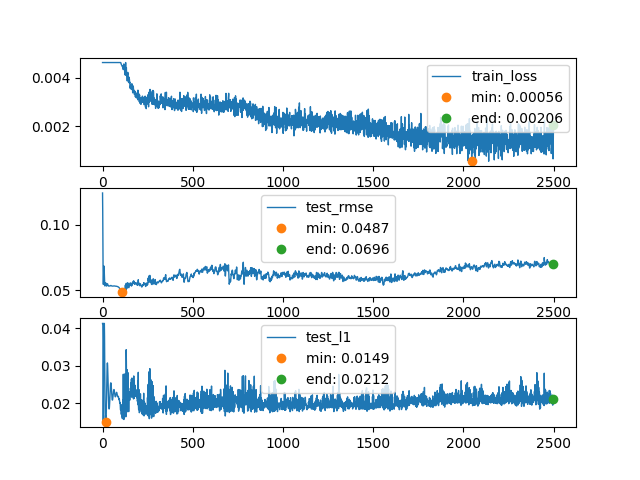 0.004
0.002
train_loss
min: 0.00056
end: 0.00206
0 500 1000 1500 2000 2500
0.10
0.05
test_rmse
min: 0.0487
end: 0.0696
0 500 1000 1500 2000 2500
0.04
0.03
0.02
test_l1
min: 0.0149
end: 0.0212
0 500 1000 1500 2000 2500